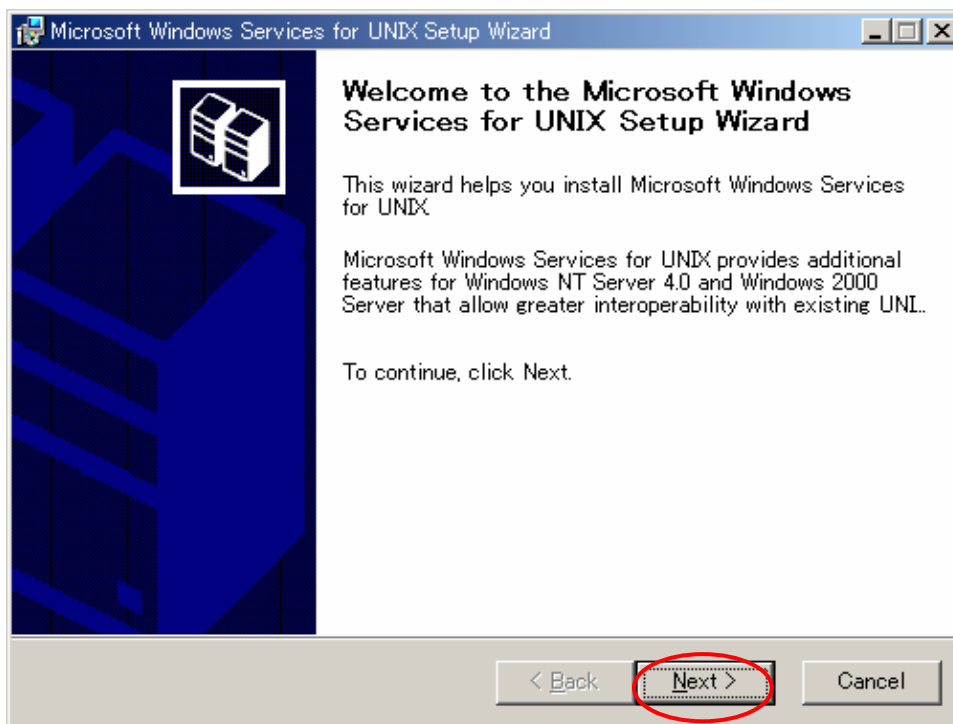 Microsoft Windows Services for UNIX Setup Wizard
Welcome to the Microsoft Windows
Services for UNIX Setup Wizard
This wizard helps you install Microsoft Windows Services
for UNIX.
Microsoft Windows Services for UNIX provides additional
features for Windows NT Server 4.0 and Windows 2000
Server that allow greater interoperability with existing UNI...
To continue, click Next.
< Back
Next >
Cancel